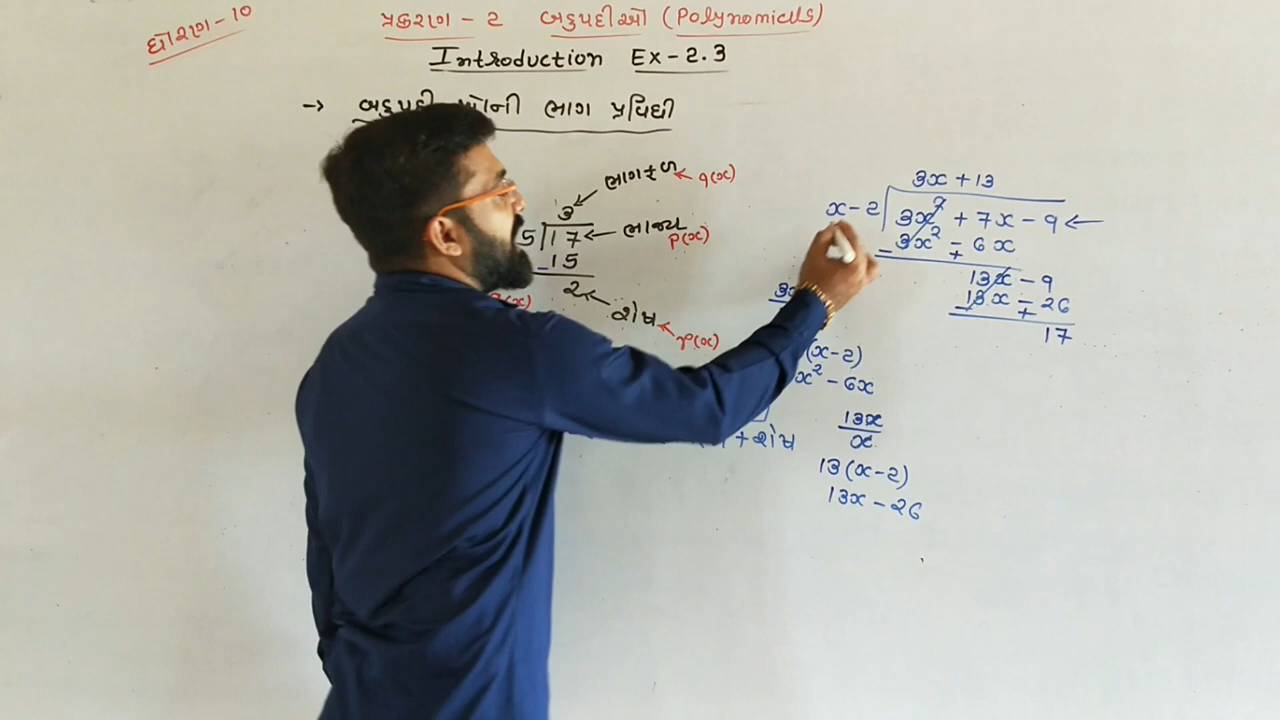 ધોરણ-10
પ્રકરણ - 2 બહુપદીઓ (Polynomials)
Introduction Ex-2.3
→ ભાગ પ્રવિધી
ભાગફળ ← q(x)
3
5 17 ← ભાજ્ય p(x)
- 15
2 ← શેષ ← r(x)
(x)
+ શેષ
3x + 13
x - 2 3x² + 7x - 9 ←
3x² - 6x
- +
13x - 9
13x - 26
- +
17
(x-2)
x² - 6x
13x
x
13(x-2)
13x - 26